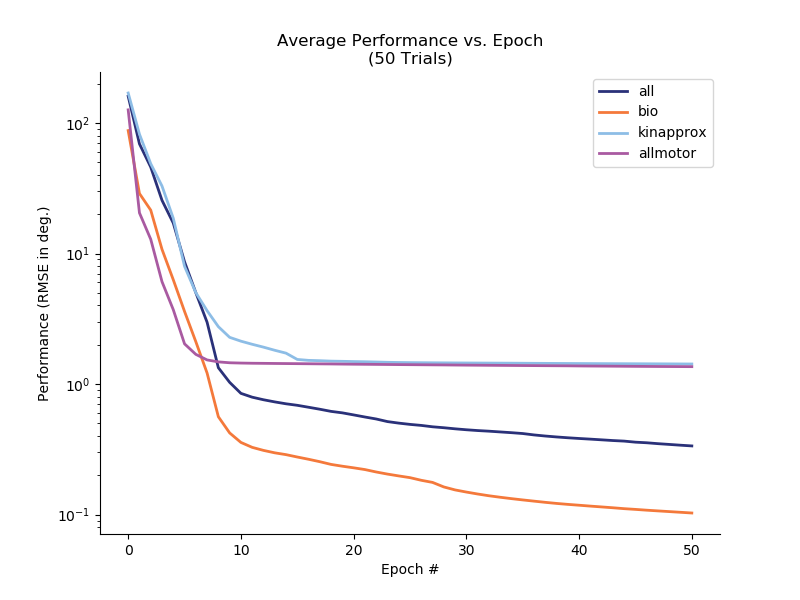 Average Performance vs. Epoch
(50 Trials)
all
bio
kinapprox
allmotor
Performance (RMSE in deg.)
10²
10¹
10⁰
10⁻¹
0 10 20 30 40 50
Epoch #